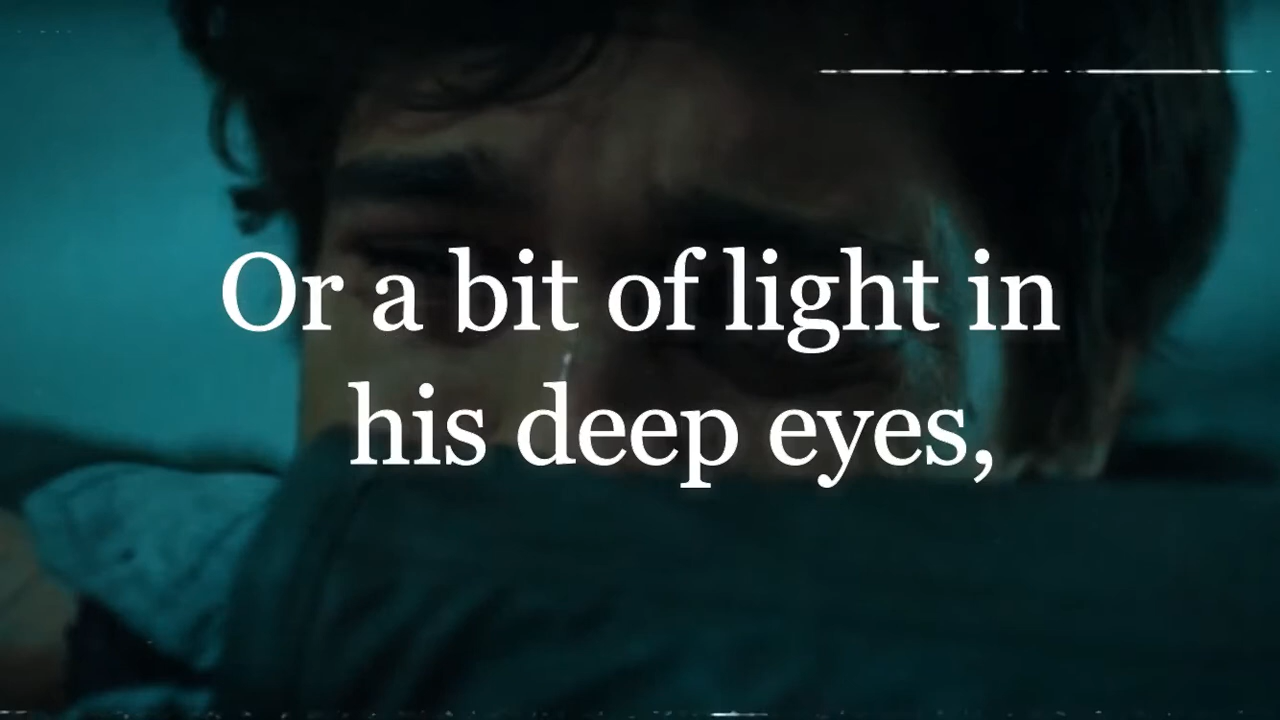 Or a bit of light in
his deep eyes,